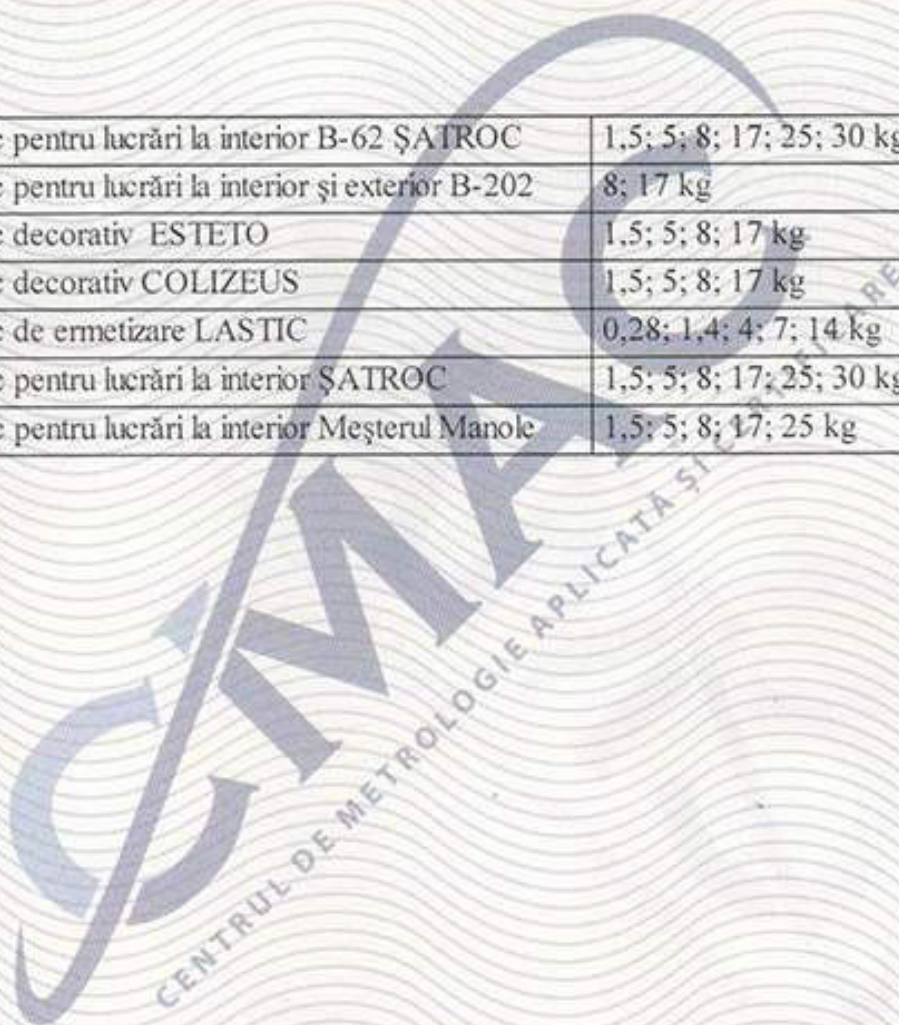 pentru lucrări la interior B-62 ŞATROC 1,5; 5; 8; 17; 25; 30 kg
pentru lucrări la interior şi exterior B-202 8; 17 kg
decorativ ESTETO 1,5; 5; 8; 17 kg
decorativ COLIZEUS 1,5; 5; 8; 17 kg
de ermetizare LASTIC 0,28; 1,4; 4; 7; 14 kg
pentru lucrări la interior ŞATROC 1,5; 5; 8; 17; 25; 30 kg
pentru lucrări la interior Meşterul Manole 1,5; 5; 8; 17; 25 kg
CMAC
CENTRUL DE METROLOGIE APLICATĂ ŞI CERTIFICARE